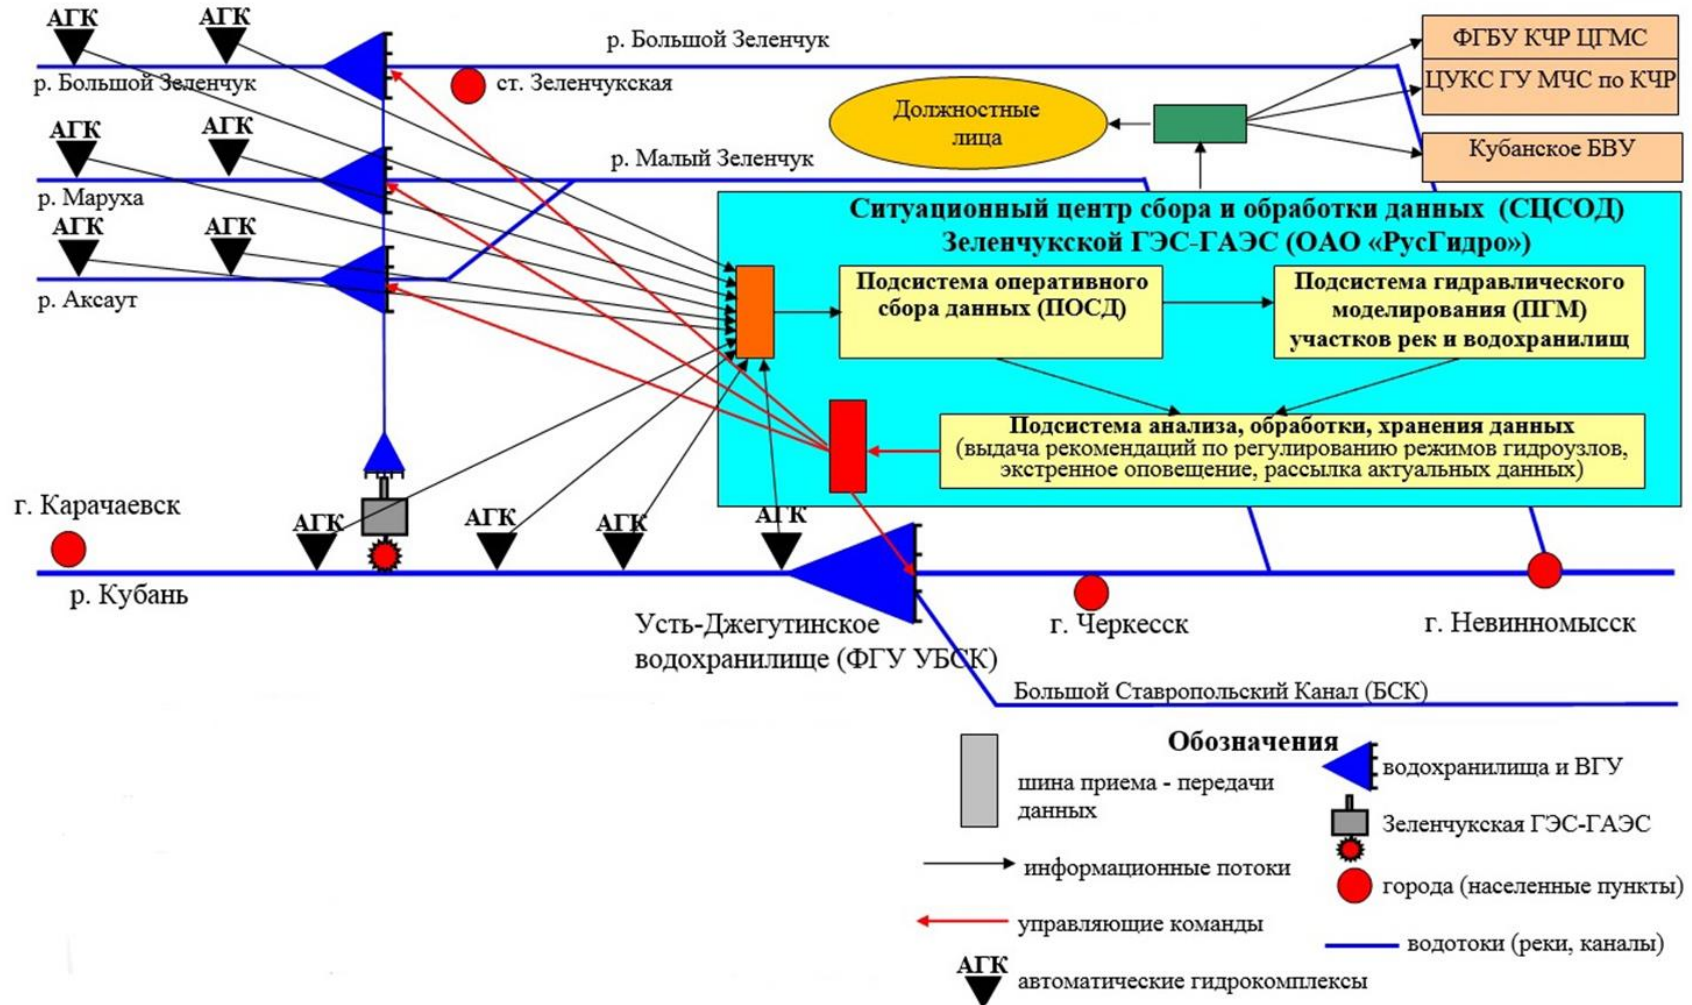 АГК
АГК
р. Большой Зеленчук
ФГБУ КЧР ЦГМС
р. Большой Зеленчук
ст. Зеленчукская
ЦУКС ГУ МЧС по КЧР
Должностные
лица
АГК
АГК
р. Малый Зеленчук
Кубанское БВУ
р. Маруха
АГК
АГК
р. Аксаут
Ситуационный центр сбора и обработки данных (СЦСОД)
Зеленчукской ГЭС-ГАЭС (ОАО «РусГидро»)
Подсистема оперативного
сбора данных (ПОСД)
Подсистема гидравлического
моделирования (ПГМ)
участков рек и водохранилищ
Подсистема анализа, обработки, хранения данных
(выдача рекомендаций по регулированию режимов гидроузлов,
экстренное оповещение, рассылка актуальных данных)
г. Карачаевск
АГК
АГК
АГК
АГК
р. Кубань
Усть-Джегутинское
водохранилище (ФГУ УБСК)
г. Черкесск
г. Невинномысск
Большой Ставропольский Канал (БСК)
Обозначения
шина приема - передачи
данных
информационные потоки
управляющие команды
АГК
автоматические гидрокомплексы
водохранилища и ВГУ
Зеленчукская ГЭС-ГАЭС
города (населенные пункты)
водотоки (реки, каналы)